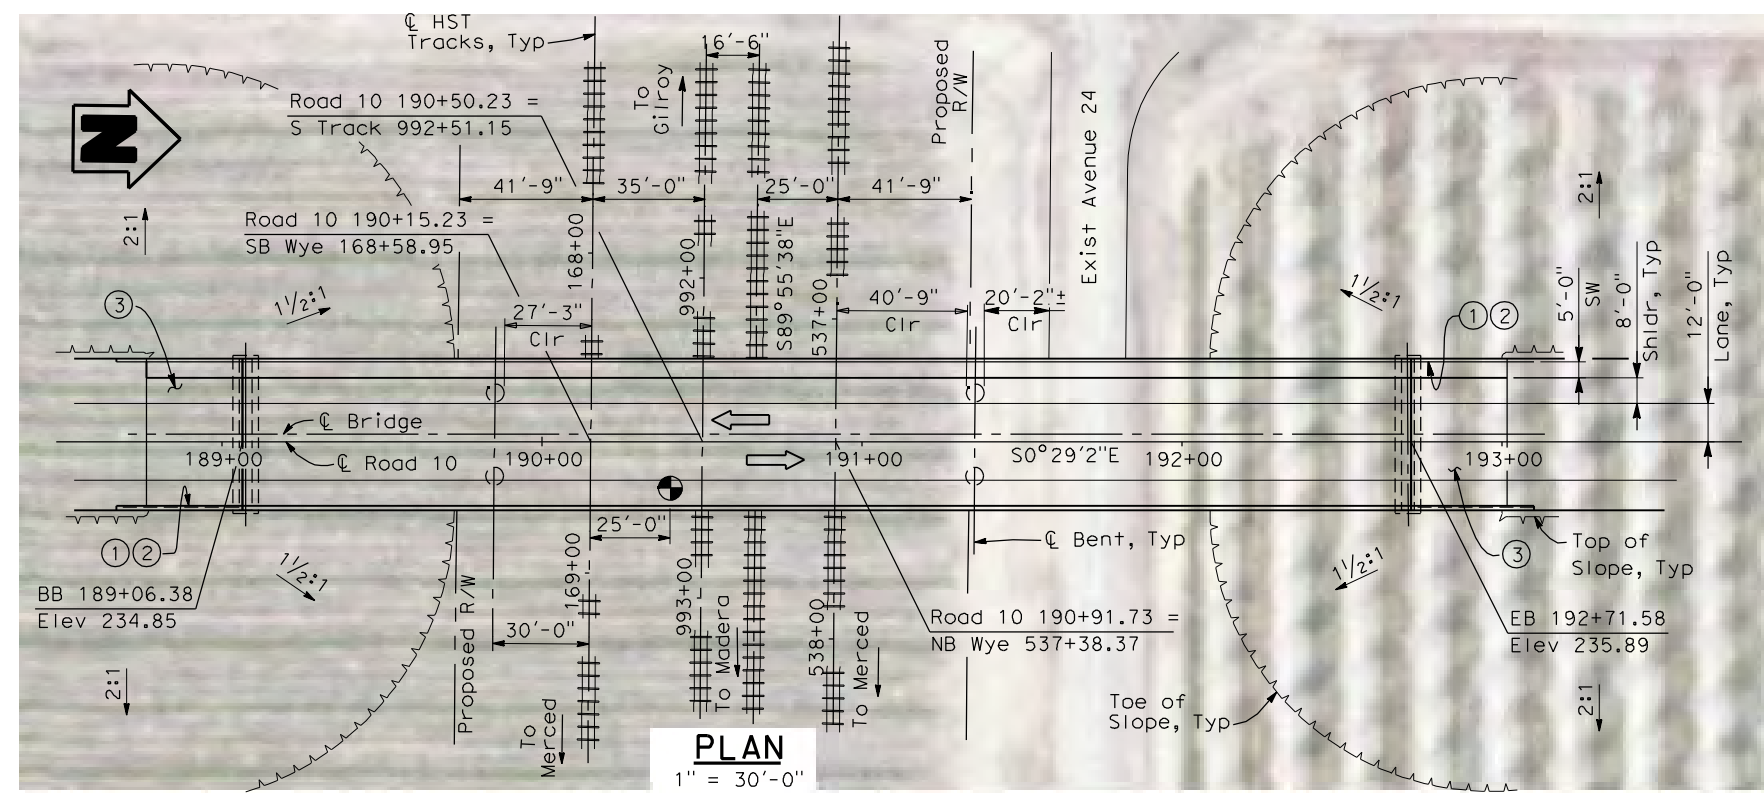 ℄ HST
Tracks, Typ
16'-6"
To
Gilroy
Proposed
R/W
Exist Avenue 24
N
Road 10 190+50.23 =
S Track 992+51.15
41'-9"
35'-0"
25'-0"
41'-9"
2:1
2:1
Road 10 190+15.23 =
SB Wye 168+58.95
168+00
992+00
S89°55'38"E
537+00
1½:1
27'-3"
Clr
40'-9"
Clr
20'-2"±
Clr
1½:1
5'-0"
SW
8'-0"
Shldr, Typ
12'-0"
Lane, Typ
3
1 2
℄ Bridge
℄ Road 10
189+00
190+00
191+00
S0°29'2"E
192+00
193+00
1 2
25'-0"
℄ Bent, Typ
3
Top of
Slope, Typ
1½:1
1½:1
BB 189+06.38
Elev 234.85
Proposed R/W
169+00
30'-0"
993+00
To Madera
538+00
To Merced
Road 10 190+91.73 =
NB Wye 537+38.37
EB 192+71.58
Elev 235.89
2:1
To
Merced
Toe of
Slope, Typ
2:1
PLAN
1" = 30'-0"